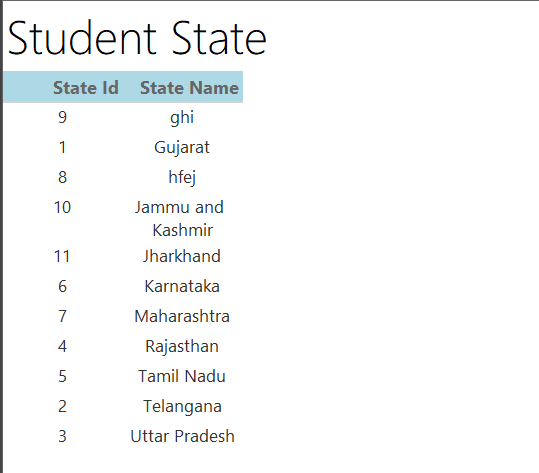 Student State
State Id State Name
9 ghi
1 Gujarat
8 hfej
10 Jammu and
Kashmir
11 Jharkhand
6 Karnataka
7 Maharashtra
4 Rajasthan
5 Tamil Nadu
2 Telangana
3 Uttar Pradesh